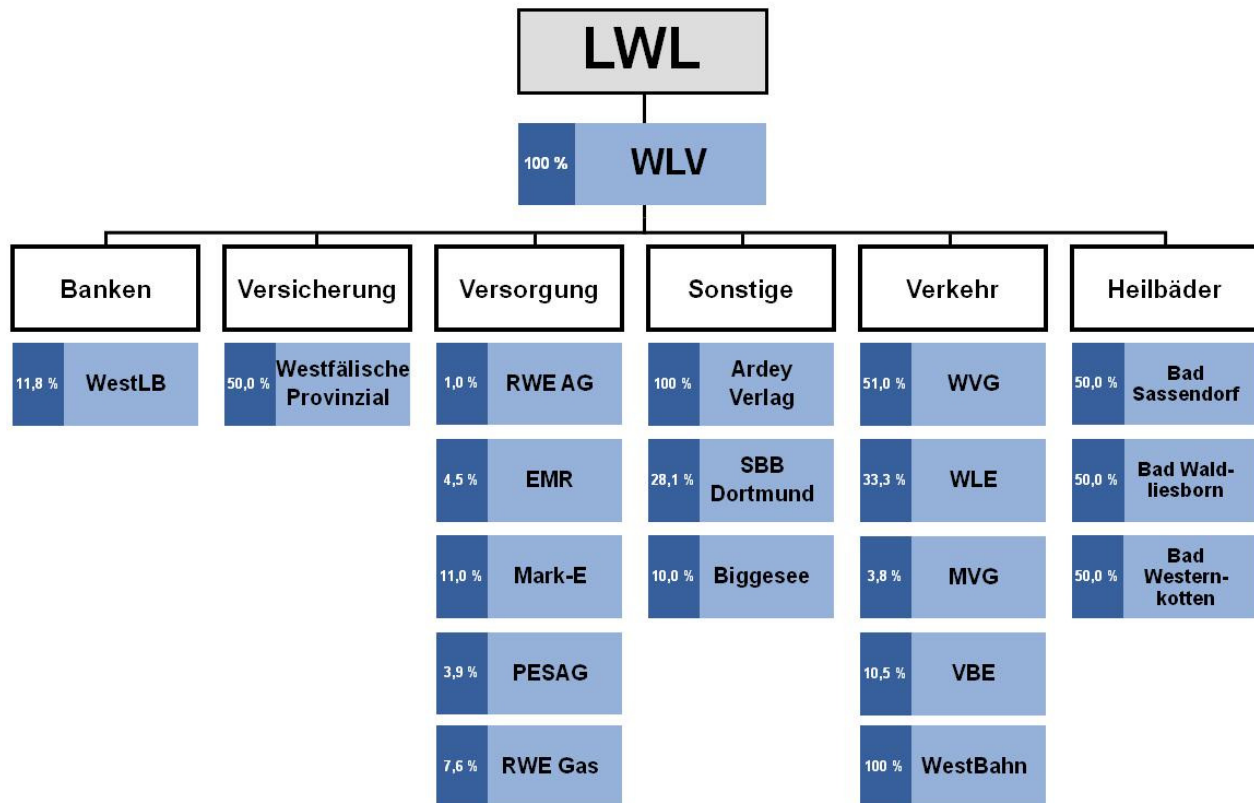 LWL
100 %
WLV
Banken
Versicherung
Versorgung
Sonstige
Verkehr
Heilbäder
11,8 %
WestLB
50,0 %
Westfälische
Provinzial
1,0 %
RWE AG
4,5 %
EMR
11,0 %
Mark-E
3,9 %
PESAG
7,6 %
RWE Gas
100 %
Ardey
Verlag
28,1 %
SBB
Dortmund
10,0 %
Biggesee
51,0 %
WVG
33,3 %
WLE
3,8 %
MVG
10,5 %
VBE
100 %
WestBahn
50,0 %
Bad
Sassendorf
50,0 %
Bad Wald-
liesborn
50,0 %
Bad
Western-
kotten